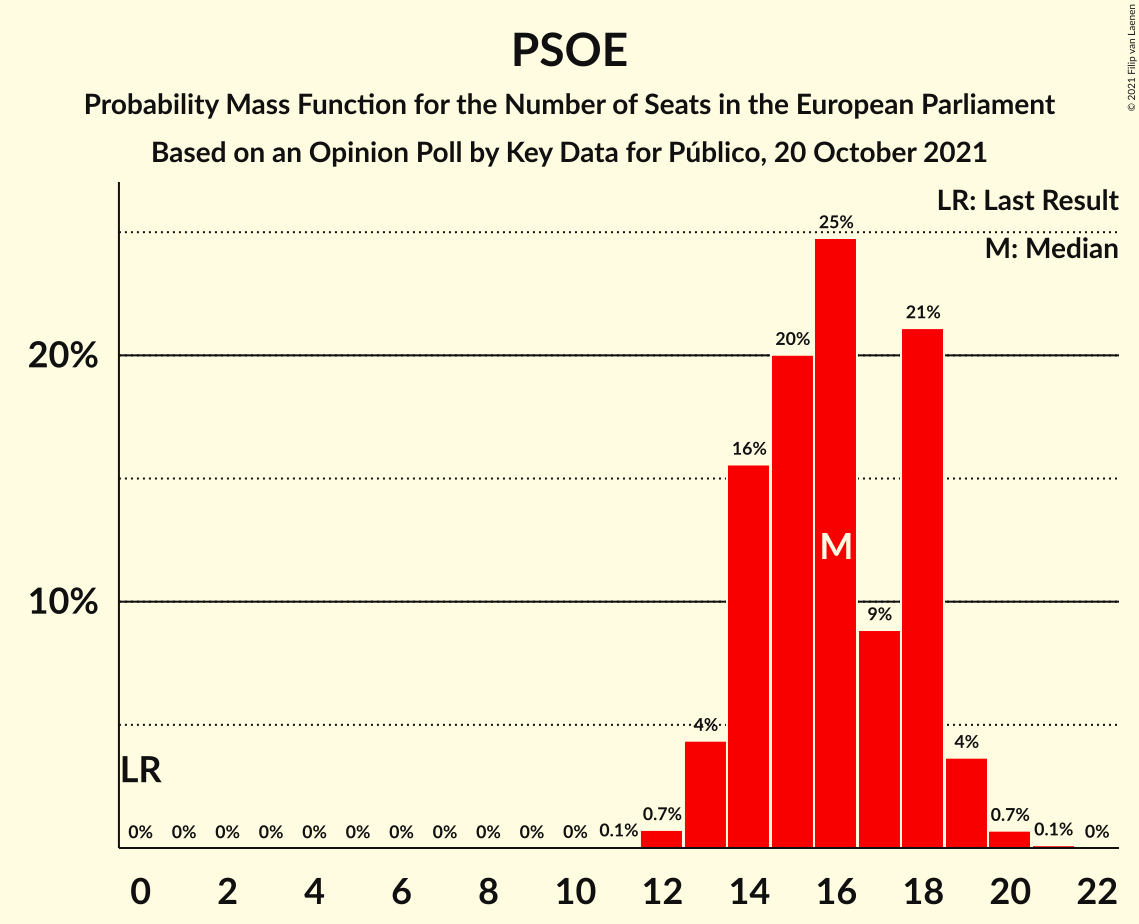 PSOE
Probability Mass Function for the Number of Seats in the European Parliament
Based on an Opinion Poll by Key Data for Público, 20 October 2021
© 2021 Filip van Laenen
LR: Last Result
M: Median
25%
21%
20%
20%
16%
M
10%
9%
4%
4%
LR
0% 0% 0% 0% 0% 0% 0% 0% 0% 0% 0% 0.1% 0.7% 0.7% 0.1% 0%
0 2 4 6 8 10 12 14 16 18 20 22